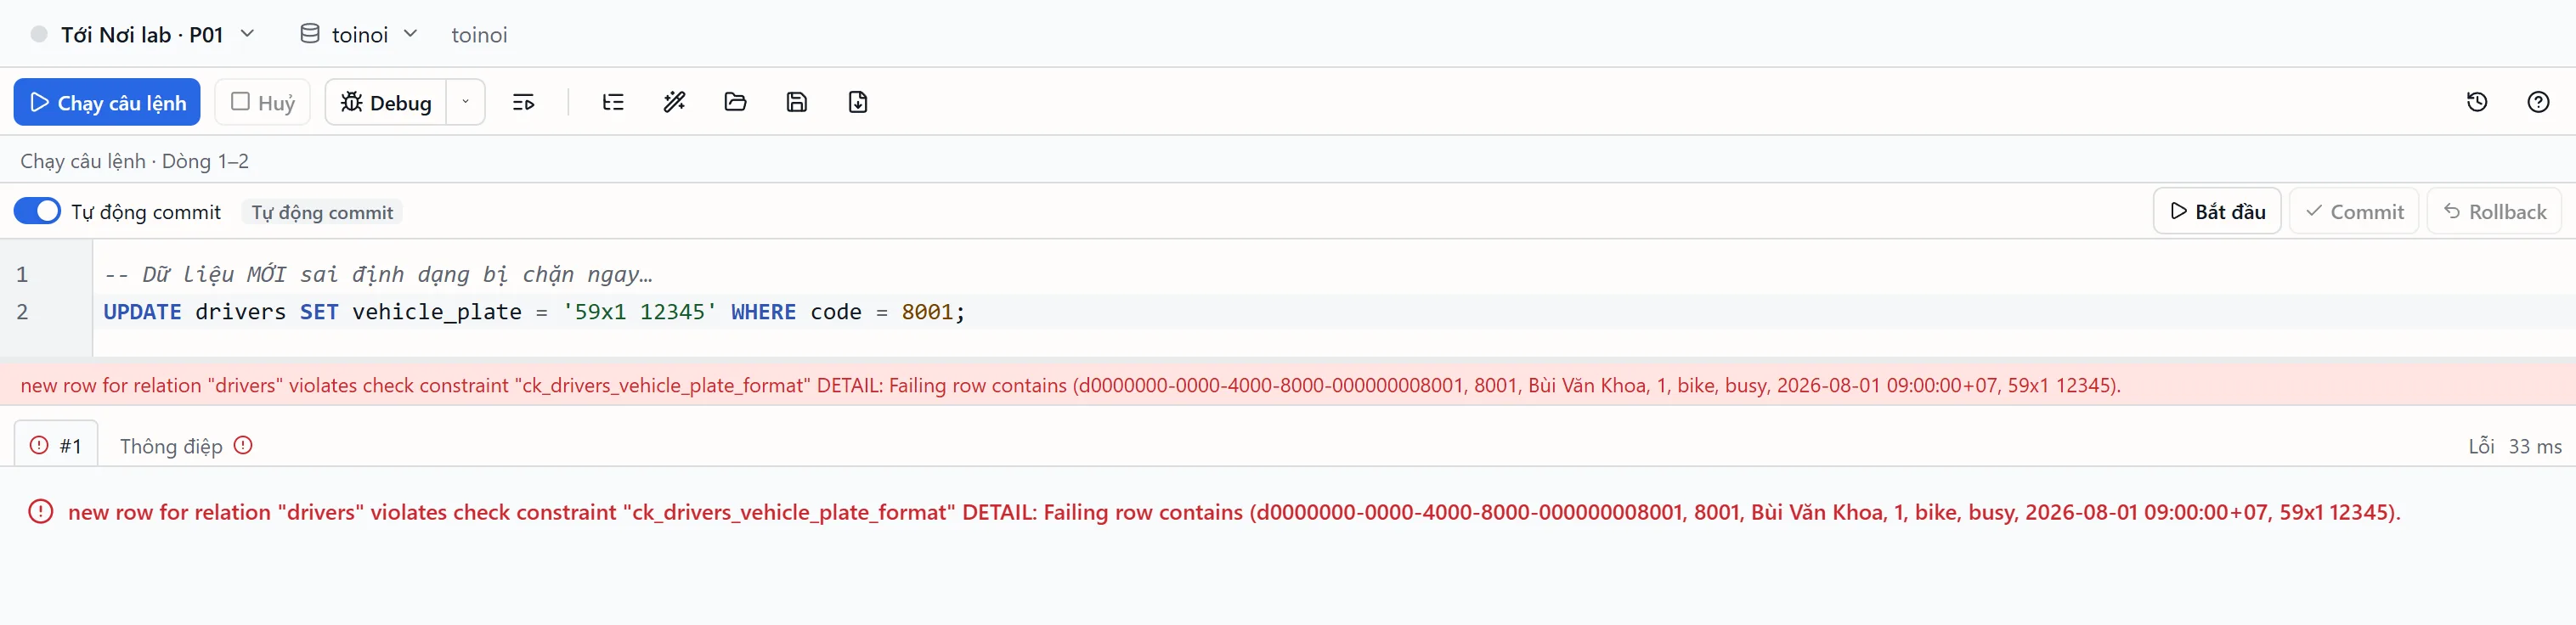 Tới Nơi lab · P01 toinoi toinoi
Chạy câu lệnh Huỷ Debug
Chạy câu lệnh · Dòng 1–2
Tự động commit Tự động commit Bắt đầu Commit Rollback
1 -- Dữ liệu MỚI sai định dạng bị chặn ngay…
2 UPDATE drivers SET vehicle_plate = '59x1 12345' WHERE code = 8001;
new row for relation "drivers" violates check constraint "ck_drivers_vehicle_plate_format" DETAIL: Failing row contains (d0000000-0000-4000-8000-000000008001, 8001, Bùi Văn Khoa, 1, bike, busy, 2026-08-01 09:00:00+07, 59x1 12345).
#1 Thông điệp Lỗi 33 ms
new row for relation "drivers" violates check constraint "ck_drivers_vehicle_plate_format" DETAIL: Failing row contains (d0000000-0000-4000-8000-000000008001, 8001, Bùi Văn Khoa, 1, bike, busy, 2026-08-01 09:00:00+07, 59x1 12345).